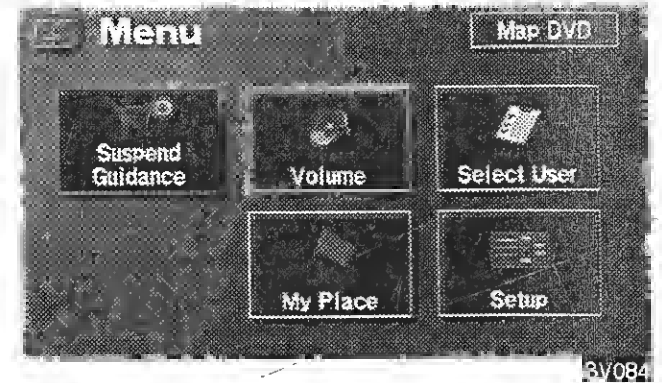 Menu
Map DVD
Suspend
Guidance
Volume
Select User
My Place
Setup
3V084